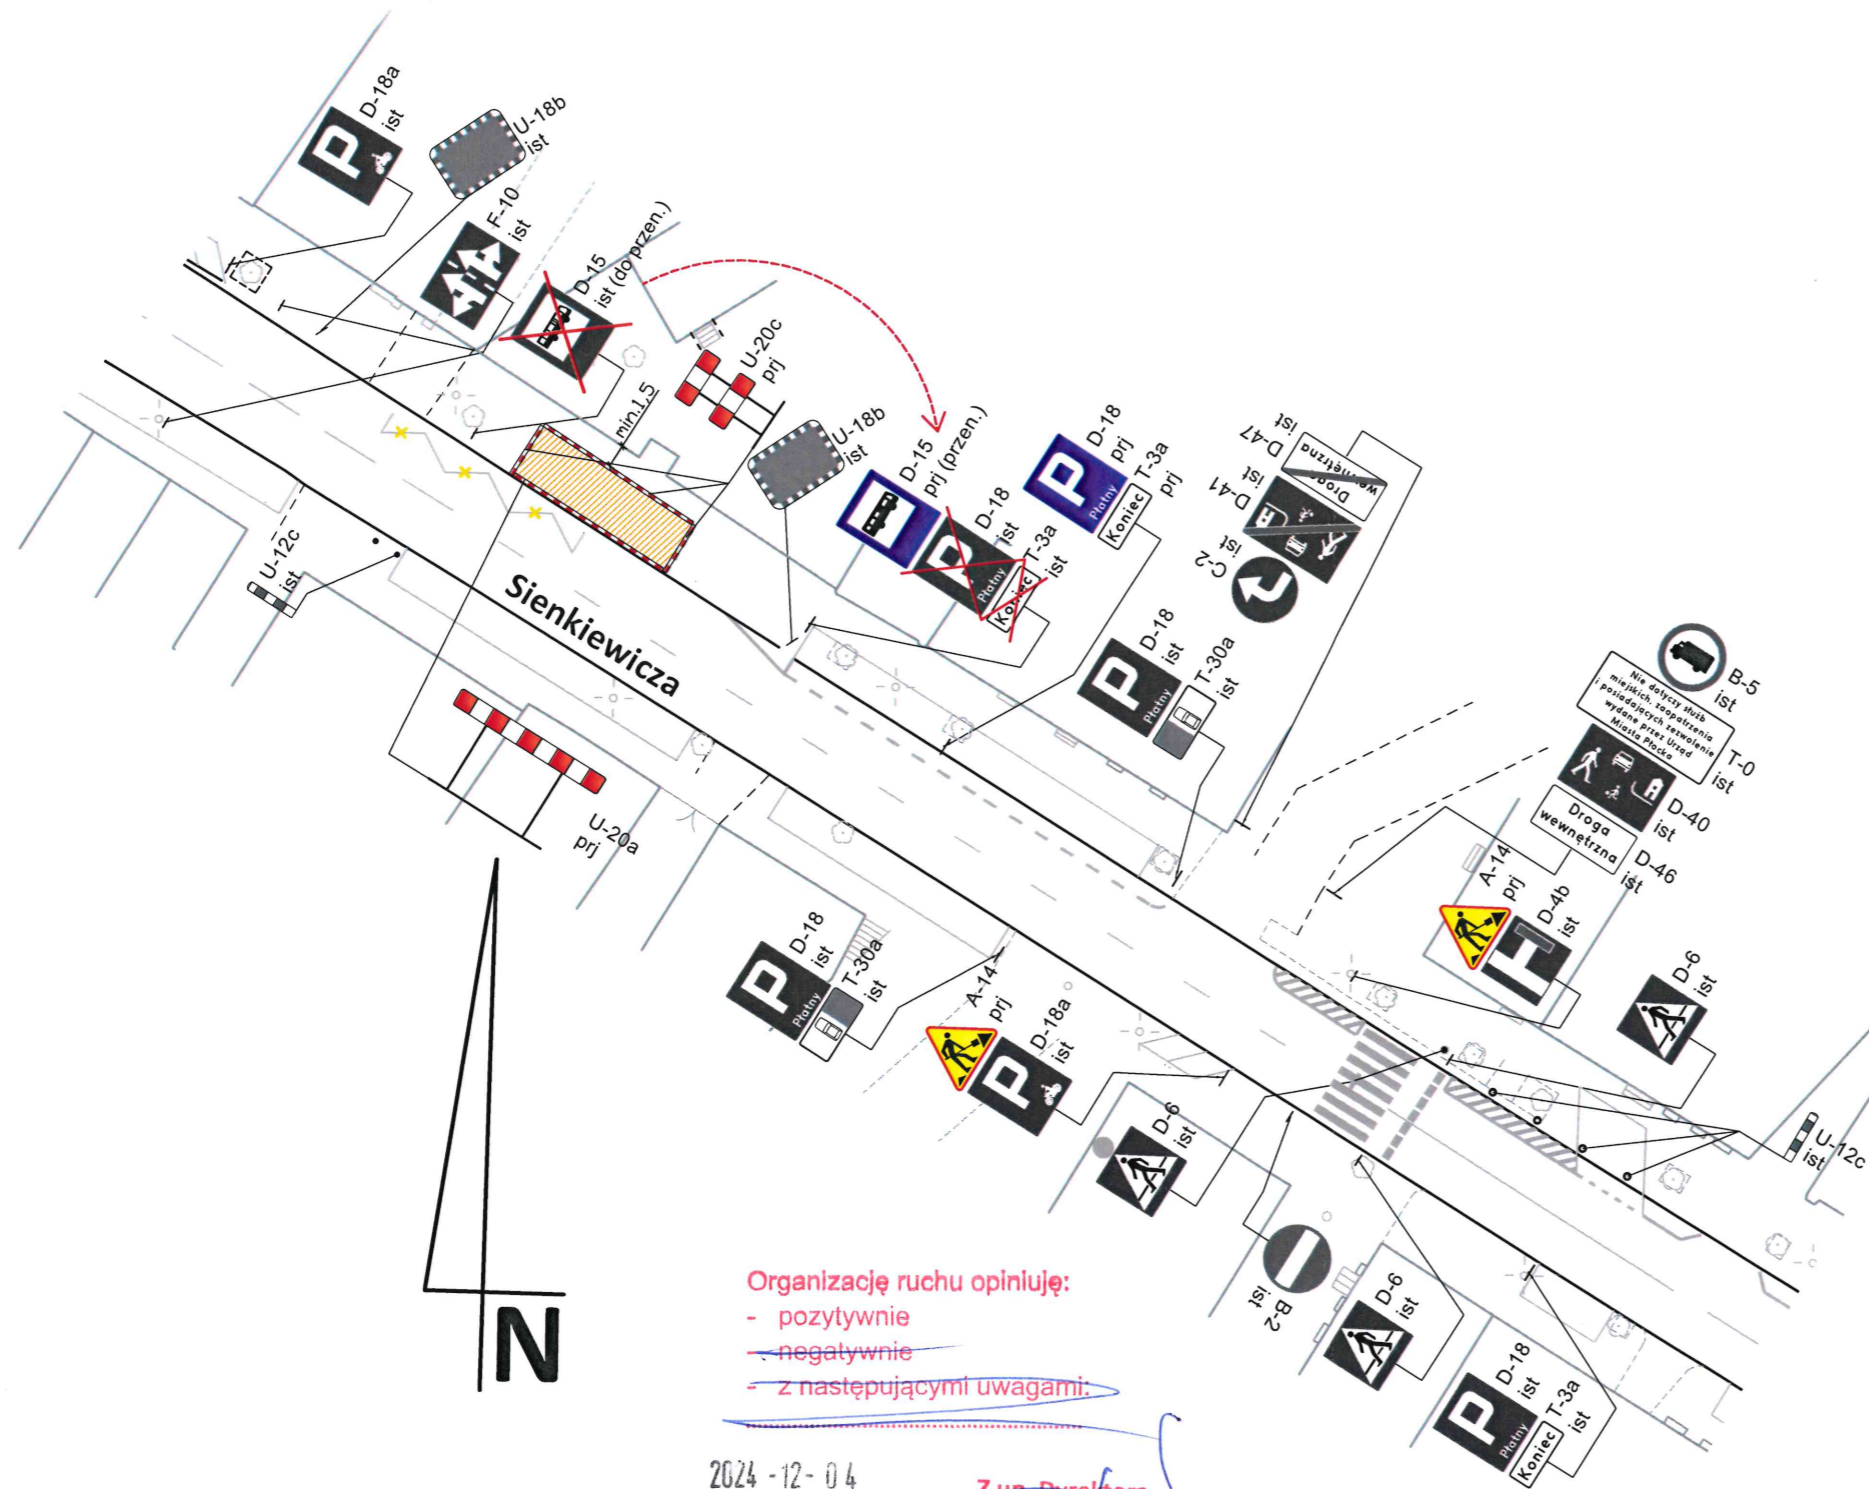 D-18a
ist
P
U-18b
ist
F-10
ist
D-15
ist (do przen.)
U-20c
prj
min.1,5
U-18b
ist
D-15
prj (przen.)
D-18
ist
P
Płatny
T-3a
ist
Koniec
D-18
prj
P
Płatny
T-3a
prj
Koniec
D-47
ist
D-41
ist
C-2
ist
D-18
ist
P
Płatny
T-30a
ist
U-12c
ist
Sienkiewicza
U-20a
prj
B-5
ist
Nie dotyczy służb
miejskich, zaopatrzenia
i posiadających zezwolenie
wydane przez Urząd
Miasta Płocka
T-0
ist
D-40
ist
Droga
wewnętrzna
D-46
ist
A-14
prj
D-4b
ist
D-6
ist
U-12c
ist
D-18
ist
P
Płatny
T-30a
ist
A-14
prj
D-18a
ist
P
D-6
ist
B-2
ist
D-6
ist
D-18
ist
P
Płatny
T-3a
ist
Koniec
N
Organizację ruchu opiniuję:
- pozytywnie
- negatywnie
- z następującymi uwagami:
2024 -12- 04
Z up. Dyrektora